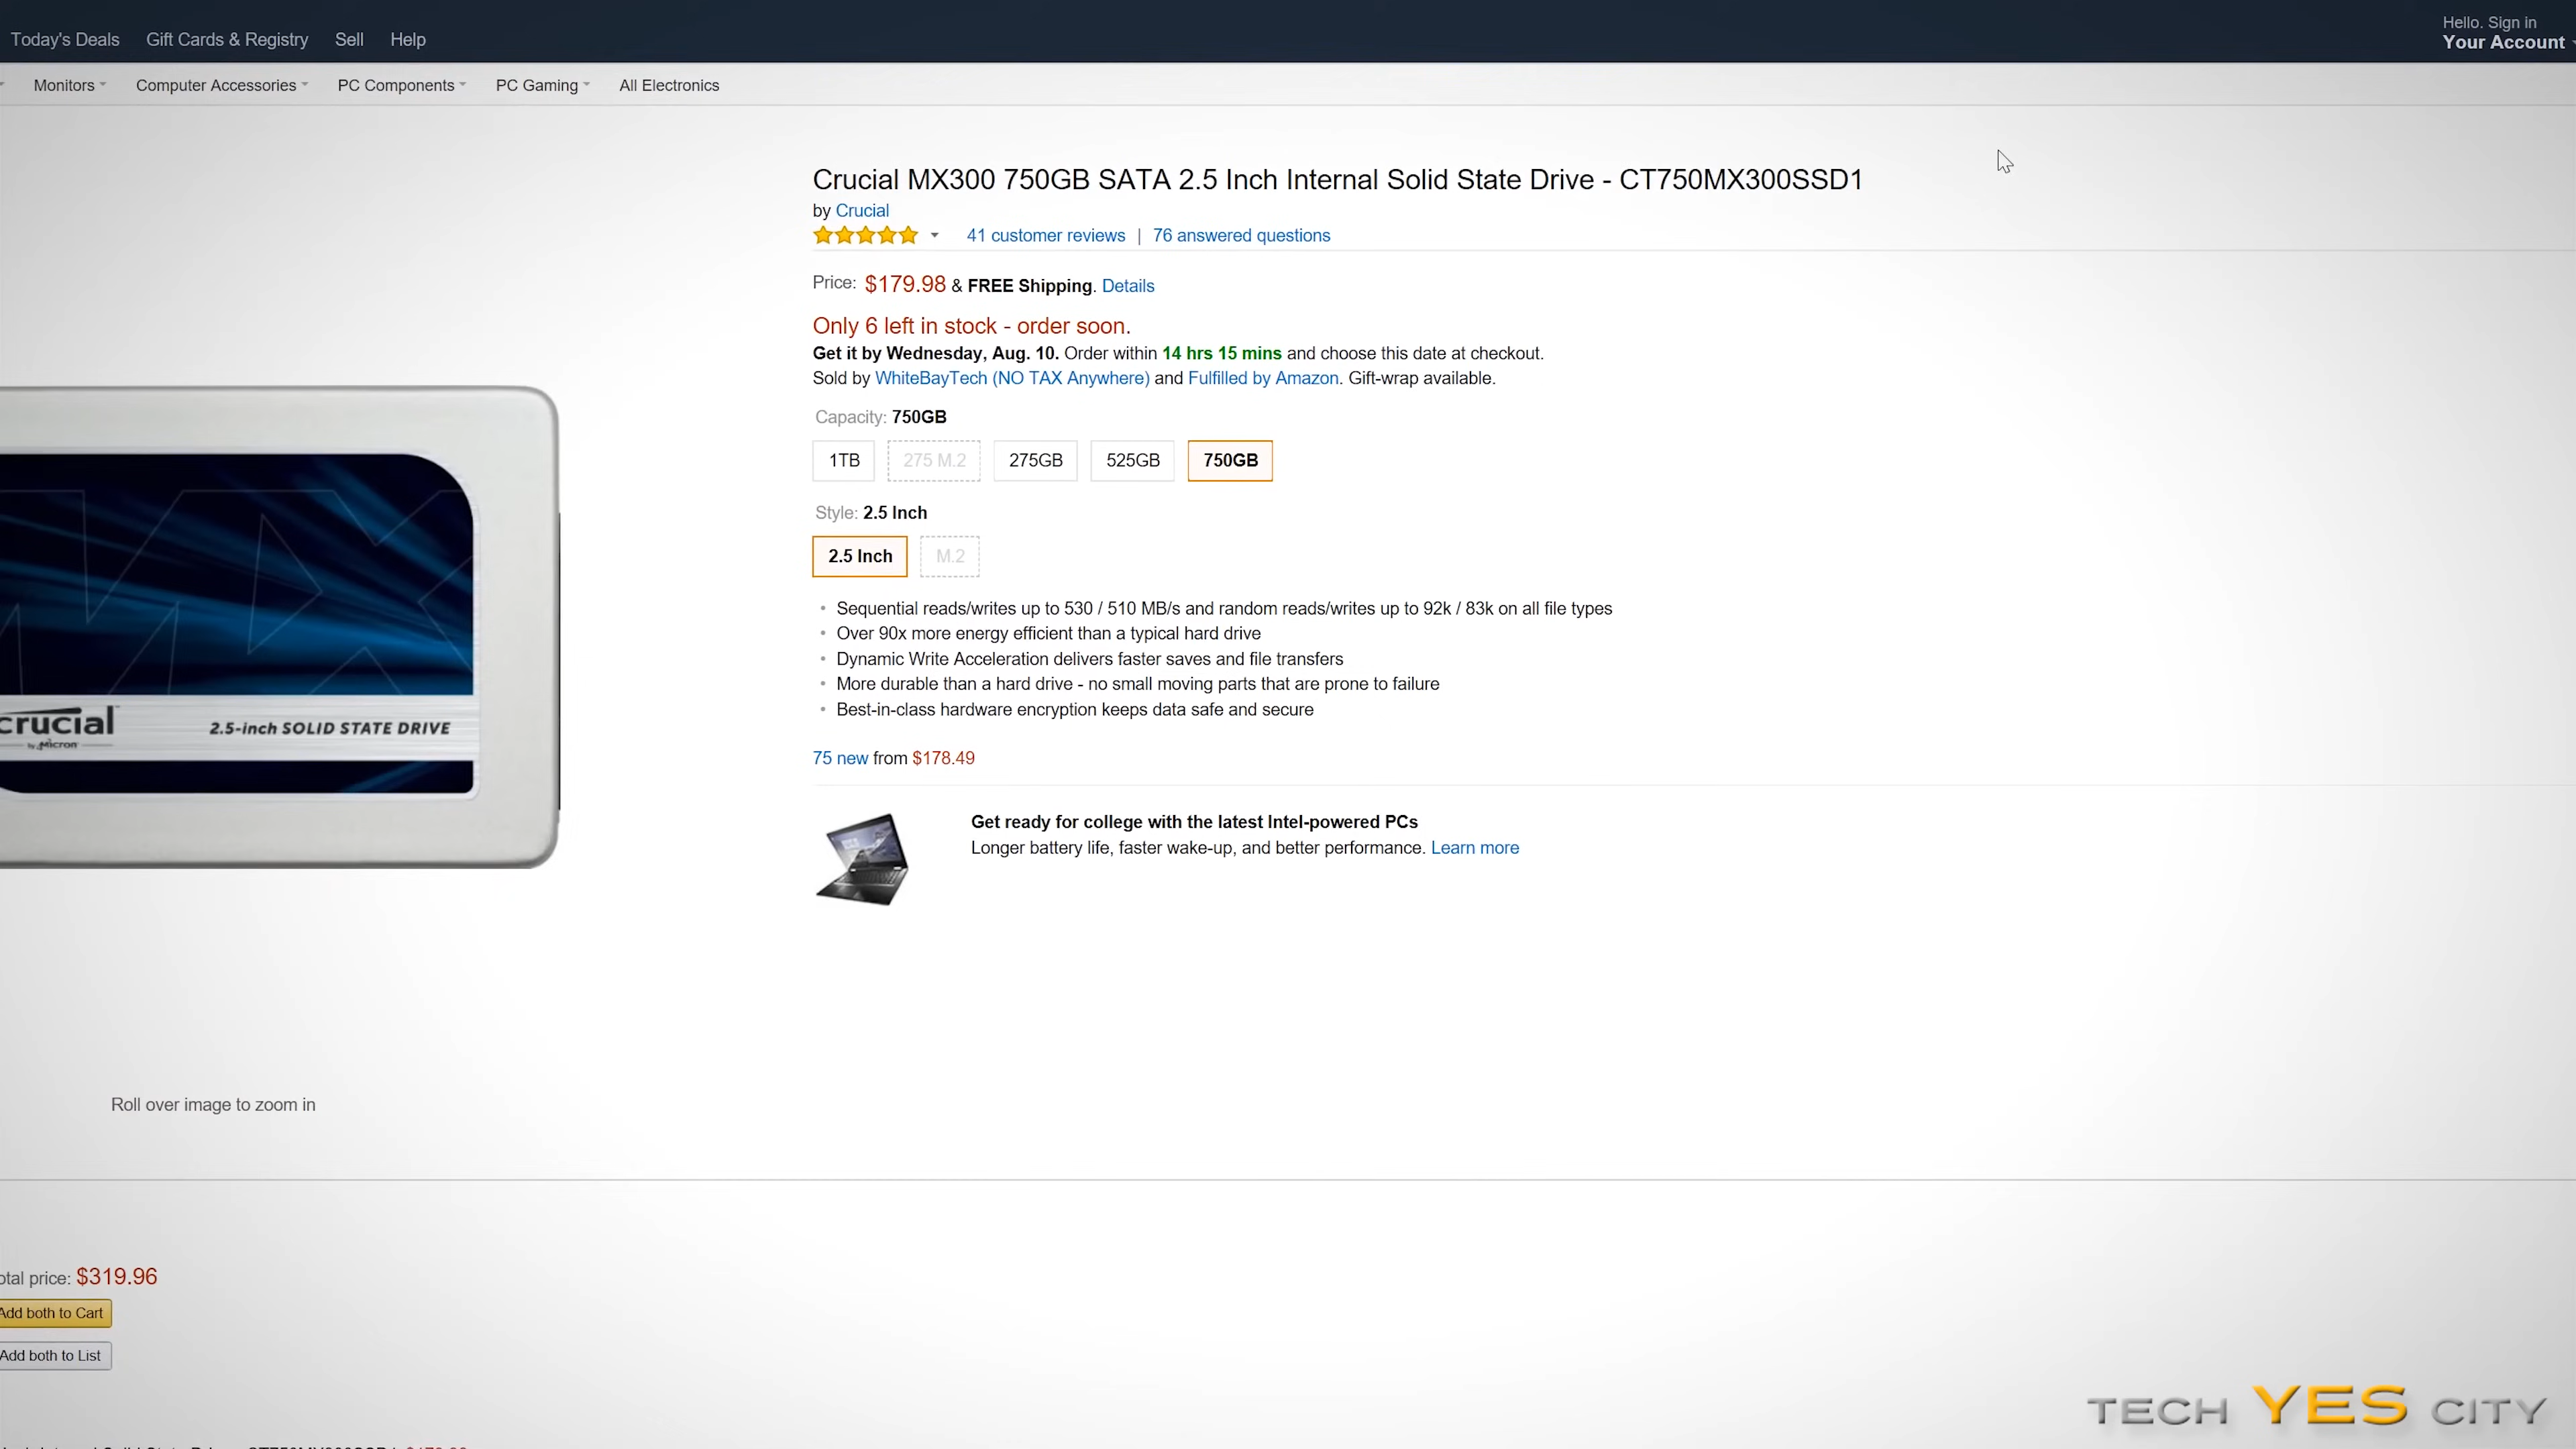 Today's Deals Gift Cards & Registry Sell Help
Hello. Sign in
Your Account
Monitors Computer Accessories PC Components PC Gaming All Electronics
Crucial MX300 750GB SATA 2.5 Inch Internal Solid State Drive - CT750MX300SSD1
by Crucial
41 customer reviews | 76 answered questions
Price: $179.98 & FREE Shipping. Details
Only 6 left in stock - order soon.
Get it by Wednesday, Aug. 10. Order within 14 hrs 15 mins and choose this date at checkout.
Sold by WhiteBayTech (NO TAX Anywhere) and Fulfilled by Amazon. Gift-wrap available.
Capacity: 750GB
1TB 275 M.2 275GB 525GB 750GB
Style: 2.5 Inch
2.5 Inch M.2
• Sequential reads/writes up to 530 / 510 MB/s and random reads/writes up to 92k / 83k on all file types
• Over 90x more energy efficient than a typical hard drive
• Dynamic Write Acceleration delivers faster saves and file transfers
• More durable than a hard drive - no small moving parts that are prone to failure
• Best-in-class hardware encryption keeps data safe and secure
75 new from $178.49
Get ready for college with the latest Intel-powered PCs
Longer battery life, faster wake-up, and better performance. Learn more
MX
crucial
by Micron
2.5-inch SOLID STATE DRIVE
Roll over image to zoom in
otal price: $319.96
Add both to Cart
Add both to List
TECH YES CITY